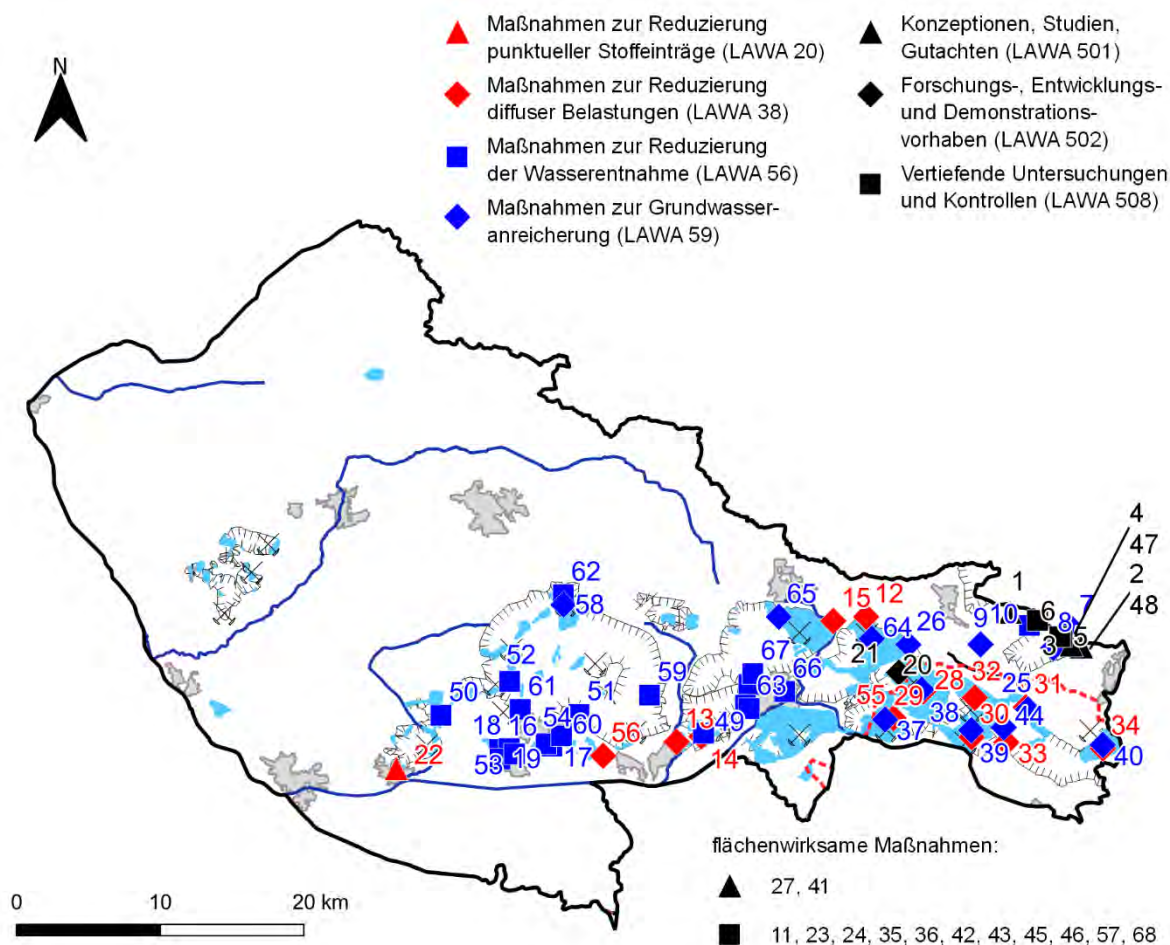 Maßnahmen zur Reduzierung
punktueller Stoffeinträge (LAWA 20)
Maßnahmen zur Reduzierung
diffuser Belastungen (LAWA 38)
Maßnahmen zur Reduzierung
der Wasserentnahme (LAWA 56)
Maßnahmen zur Grundwasser-
anreicherung (LAWA 59)
Konzeptionen, Studien,
Gutachten (LAWA 501)
Forschungs-, Entwicklungs-
und Demonstrations-
vorhaben (LAWA 502)
Vertiefende Untersuchungen
und Kontrollen (LAWA 508)
N
4
47
2
48
62
58
65
15
12
1
10
6
7
9
8
3
5
64
26
21
20
52
61
50
51
59
67
66
63
32
28
25
31
55
29
30
38
44
34
18
16
54
60
56
13
49
37
22
53
19
17
14
39
33
40
flächenwirksame Maßnahmen:
27, 41
11, 23, 24, 35, 36, 42, 43, 45, 46, 57, 68
0 10 20 km